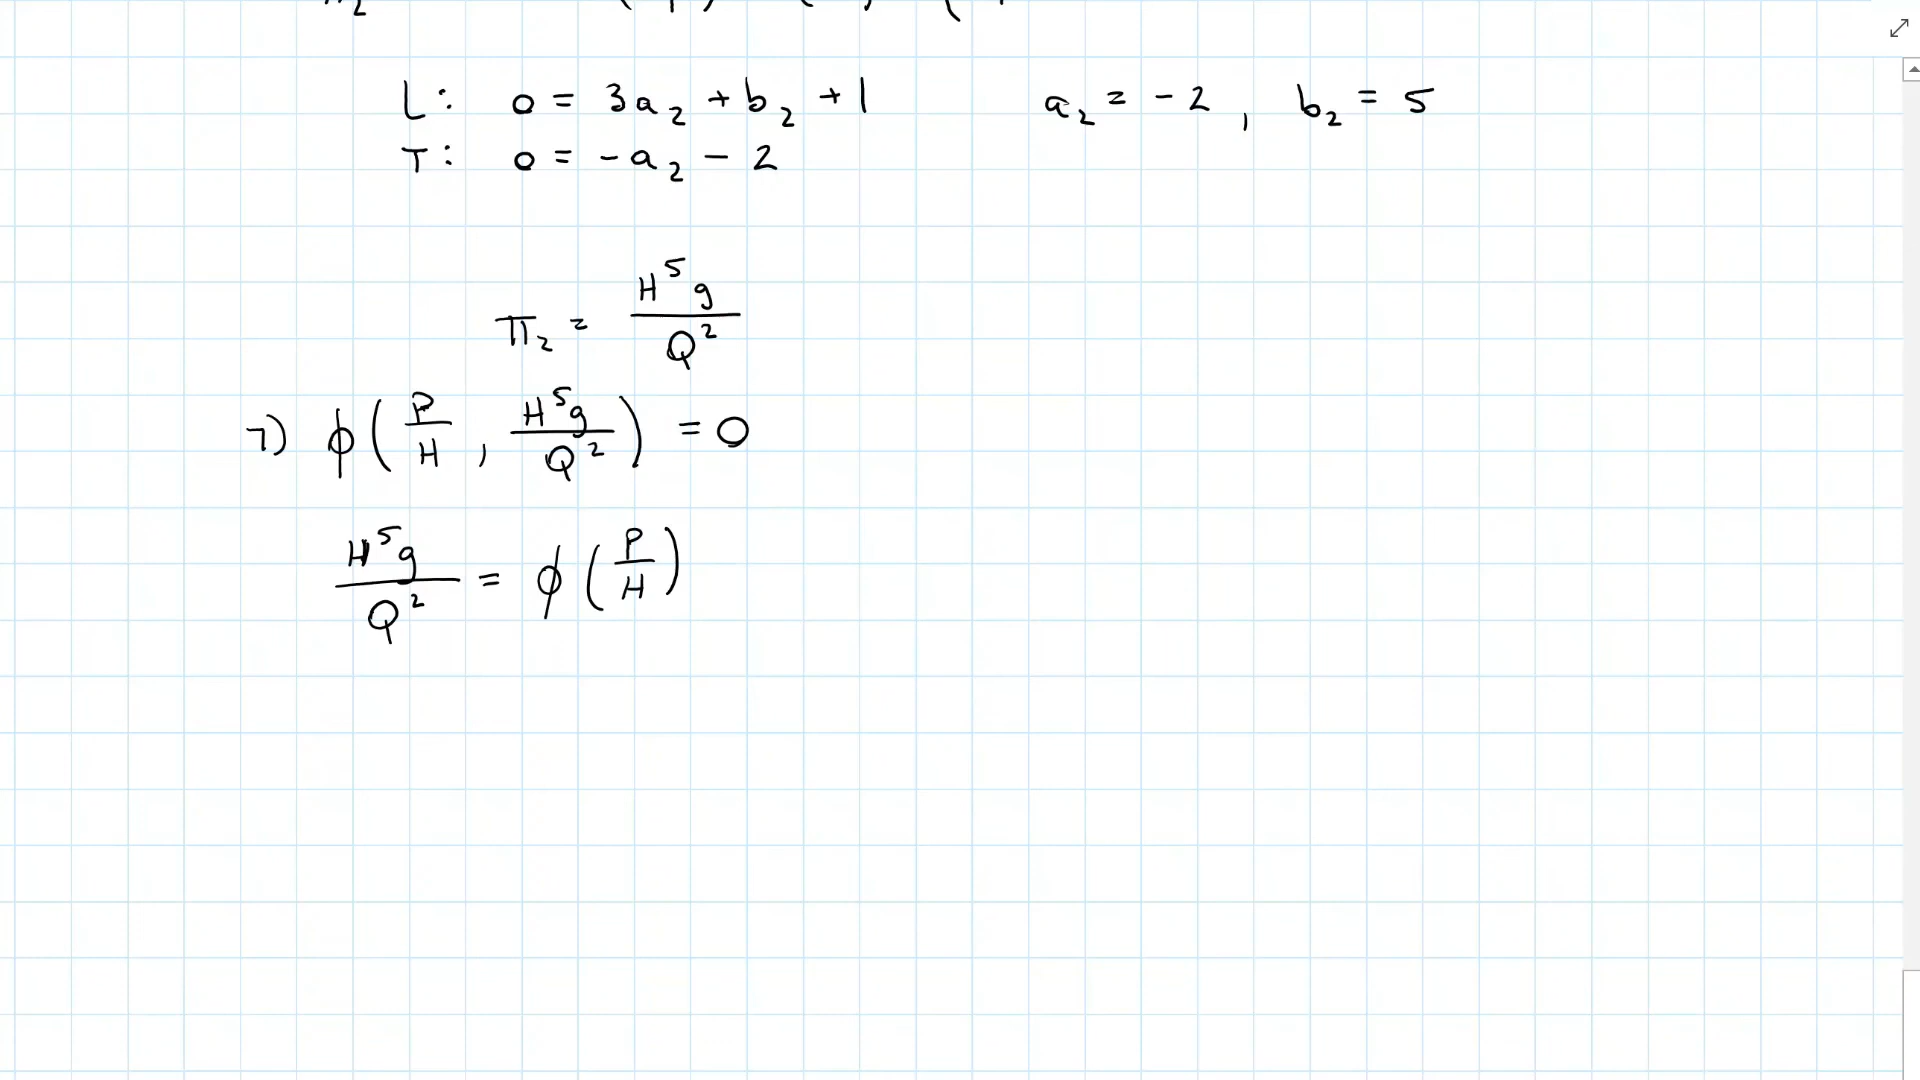 L: 0 = 3a₂ + b₂ + 1    a₂ = -2 , b₂ = 5
T: 0 = -a₂ - 2
π₂ = H⁵g / Q²
7) ϕ(P/H , H⁵g/Q²) = 0
H⁵g / Q² = ϕ(P/H)